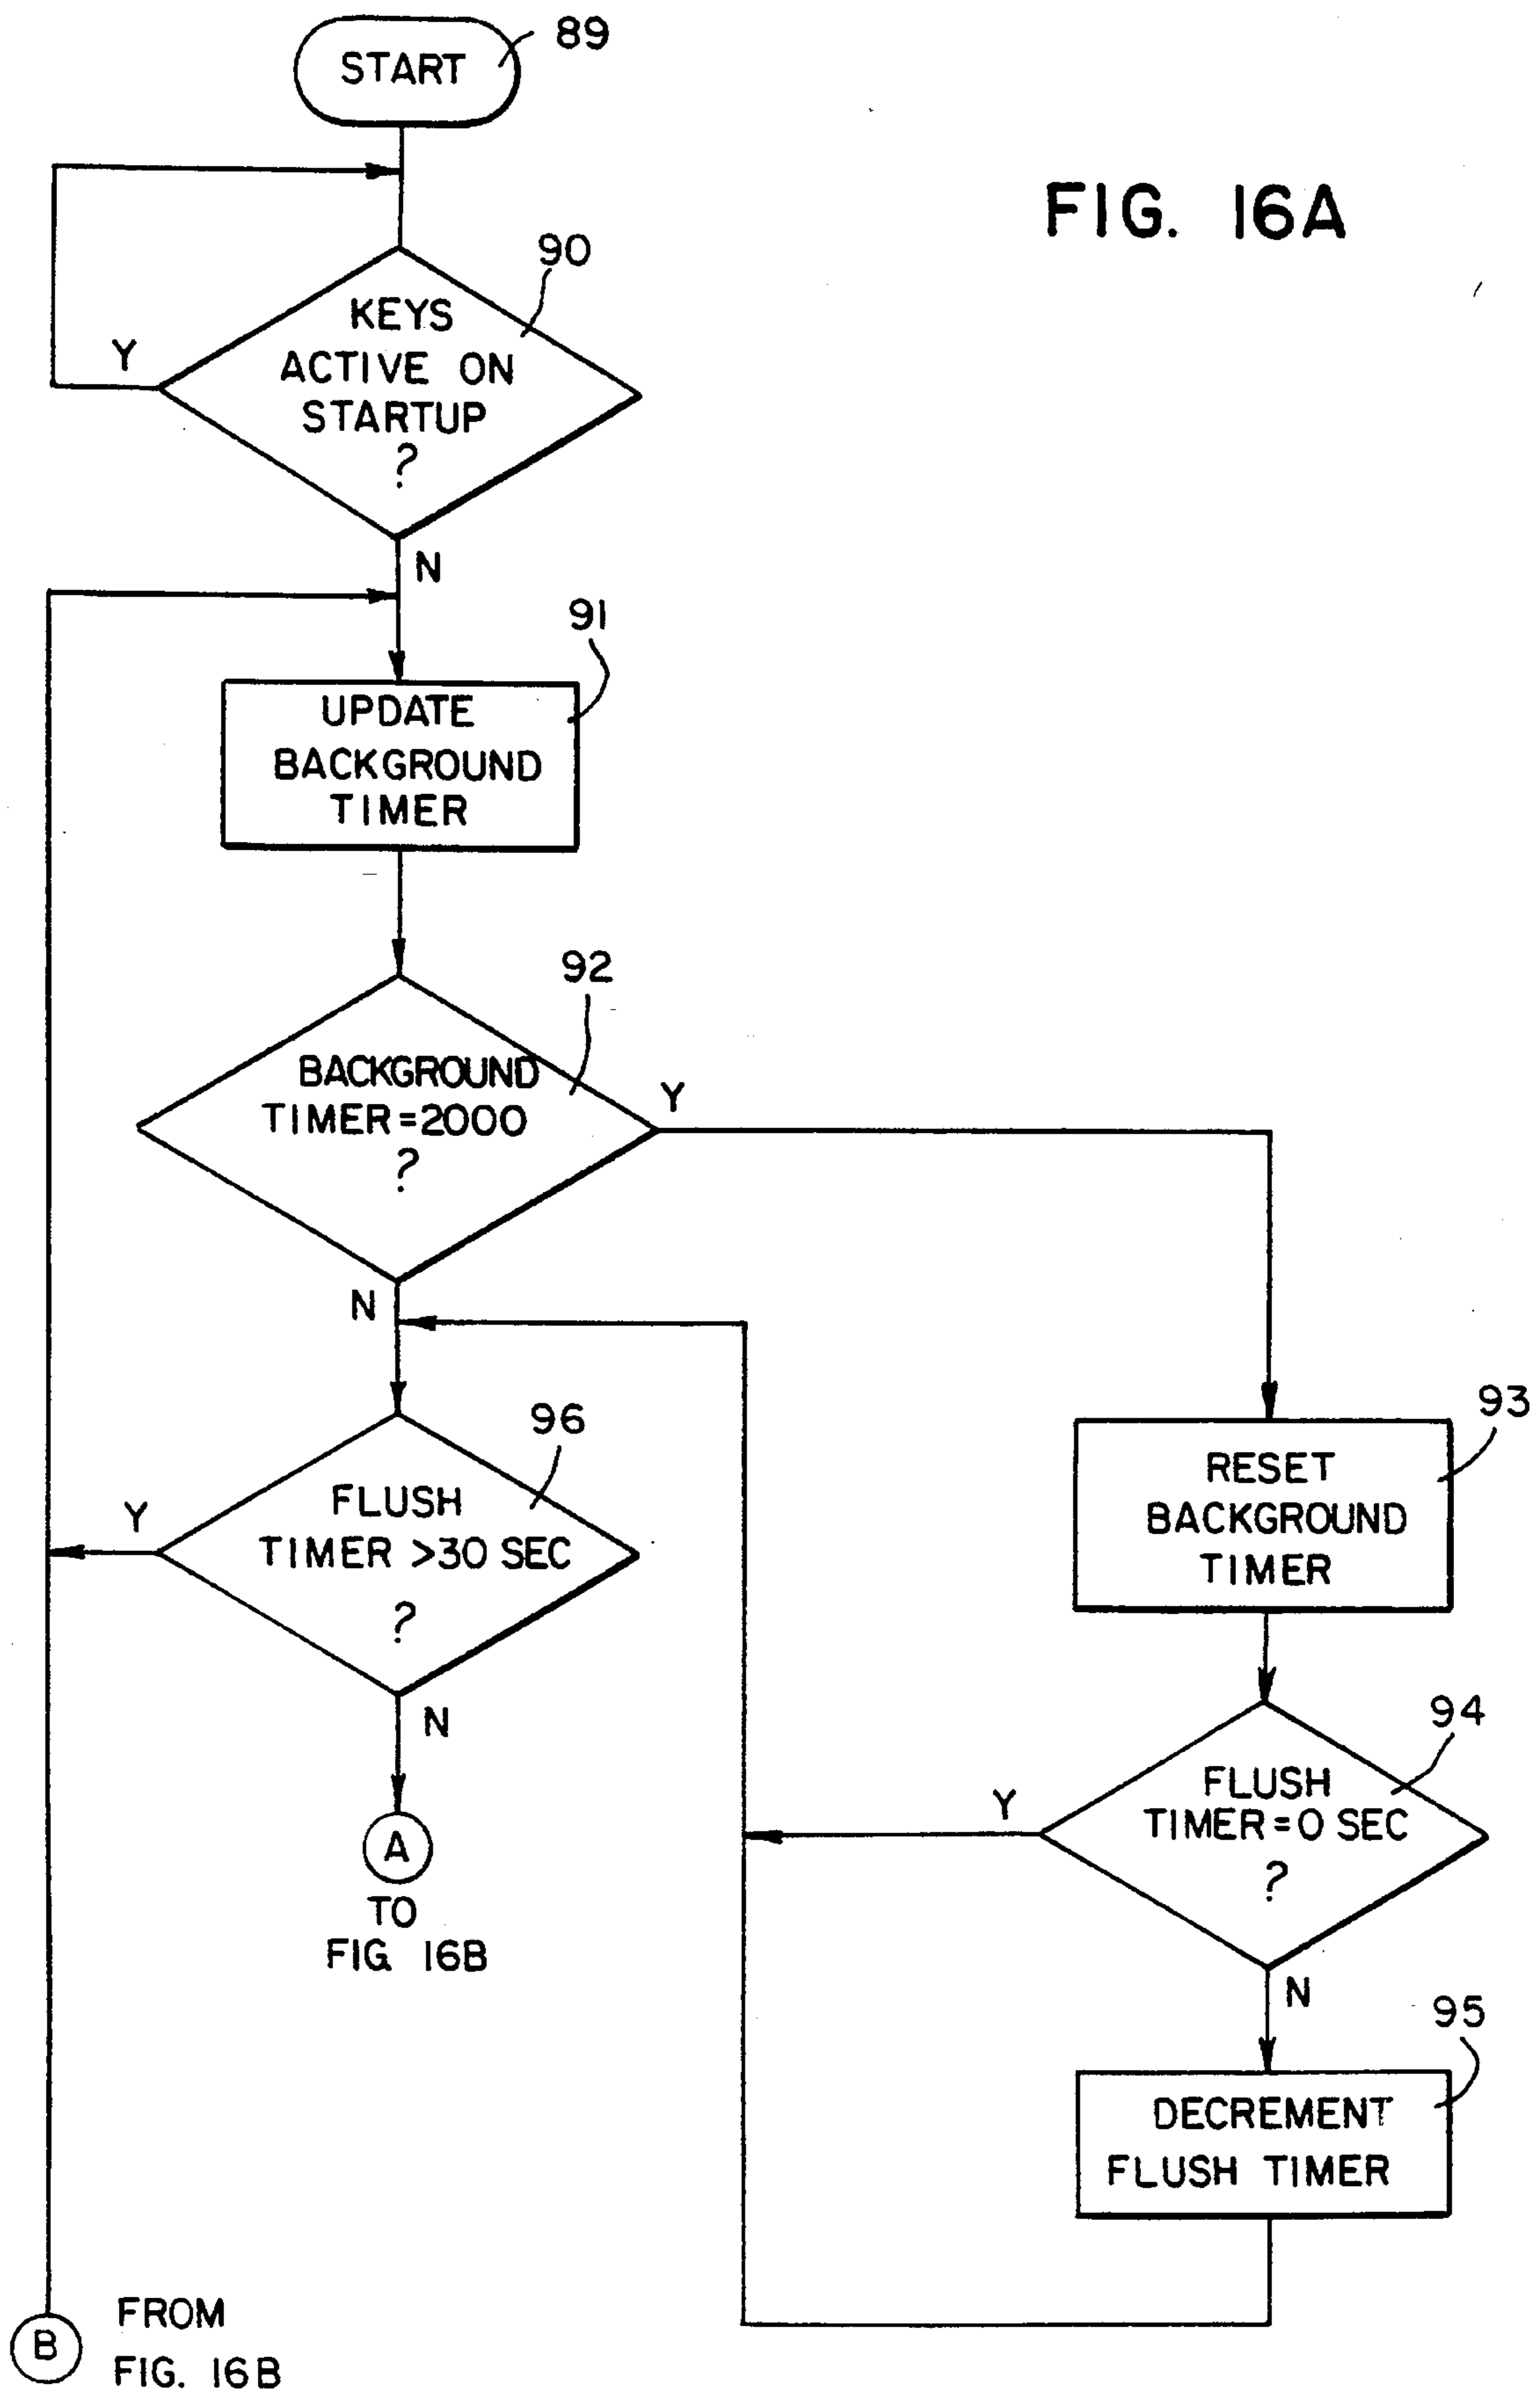 START
89
FIG. 16A
90
KEYS
ACTIVE ON
STARTUP
?
Y
N
91
UPDATE
BACKGROUND
TIMER
92
BACKGROUND
TIMER=2000
?
Y
N
93
RESET
BACKGROUND
TIMER
96
FLUSH
TIMER >30 SEC
?
Y
N
94
FLUSH
TIMER=0 SEC
?
Y
N
A
TO
FIG 16B
95
DECREMENT
FLUSH TIMER
B
FROM
FIG. 16B